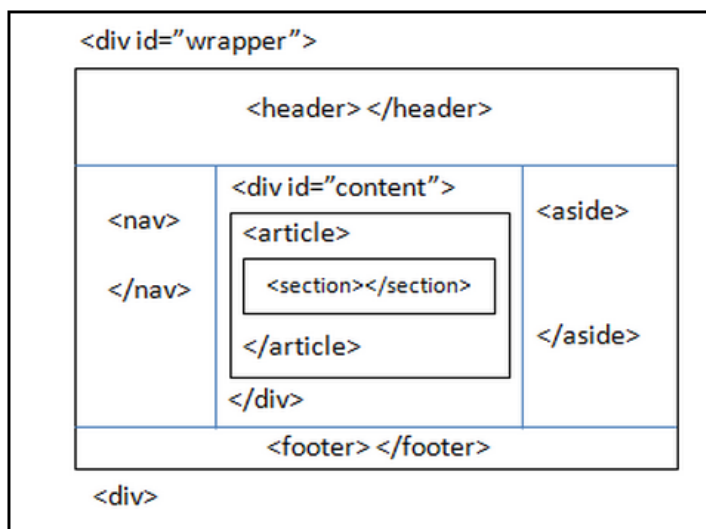 <div id=”wrapper”>
<header> </header>
<nav>
</nav>
<div id=”content”>
<article>
<section></section>
</article>
</div>
<aside>
</aside>
<footer> </footer>
<div>